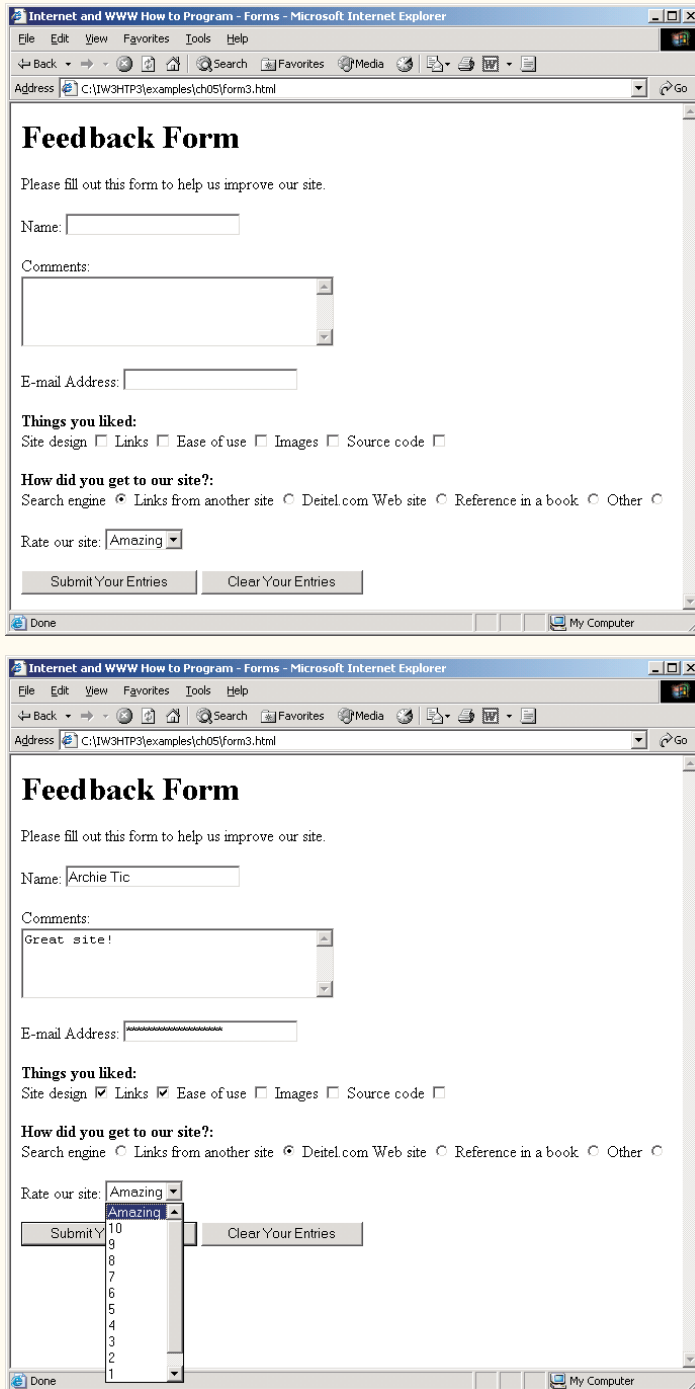 Internet and WWW How to Program - Forms - Microsoft Internet Explorer
File Edit View Favorites Tools Help
Back Search Favorites Media
Address C:\IW3HTP3\examples\ch05\form3.html Go
Feedback Form
Please fill out this form to help us improve our site.
Name:
Comments:
E-mail Address:
Things you liked:
Site design Links Ease of use Images Source code
How did you get to our site?:
Search engine Links from another site Deitel.com Web site Reference in a book Other
Rate our site: Amazing
Submit Your Entries Clear Your Entries
Done My Computer
Internet and WWW How to Program - Forms - Microsoft Internet Explorer
File Edit View Favorites Tools Help
Back Search Favorites Media
Address C:\IW3HTP3\examples\ch05\form3.html Go
Feedback Form
Please fill out this form to help us improve our site.
Name: Archie Tic
Comments:
Great site!
E-mail Address: *******************
Things you liked:
Site design Links Ease of use Images Source code
How did you get to our site?:
Search engine Links from another site Deitel.com Web site Reference in a book Other
Rate our site: Amazing
Amazing
Submit Y 10 Clear Your Entries
9
8
7
6
5
4
3
2
1
Done My Computer